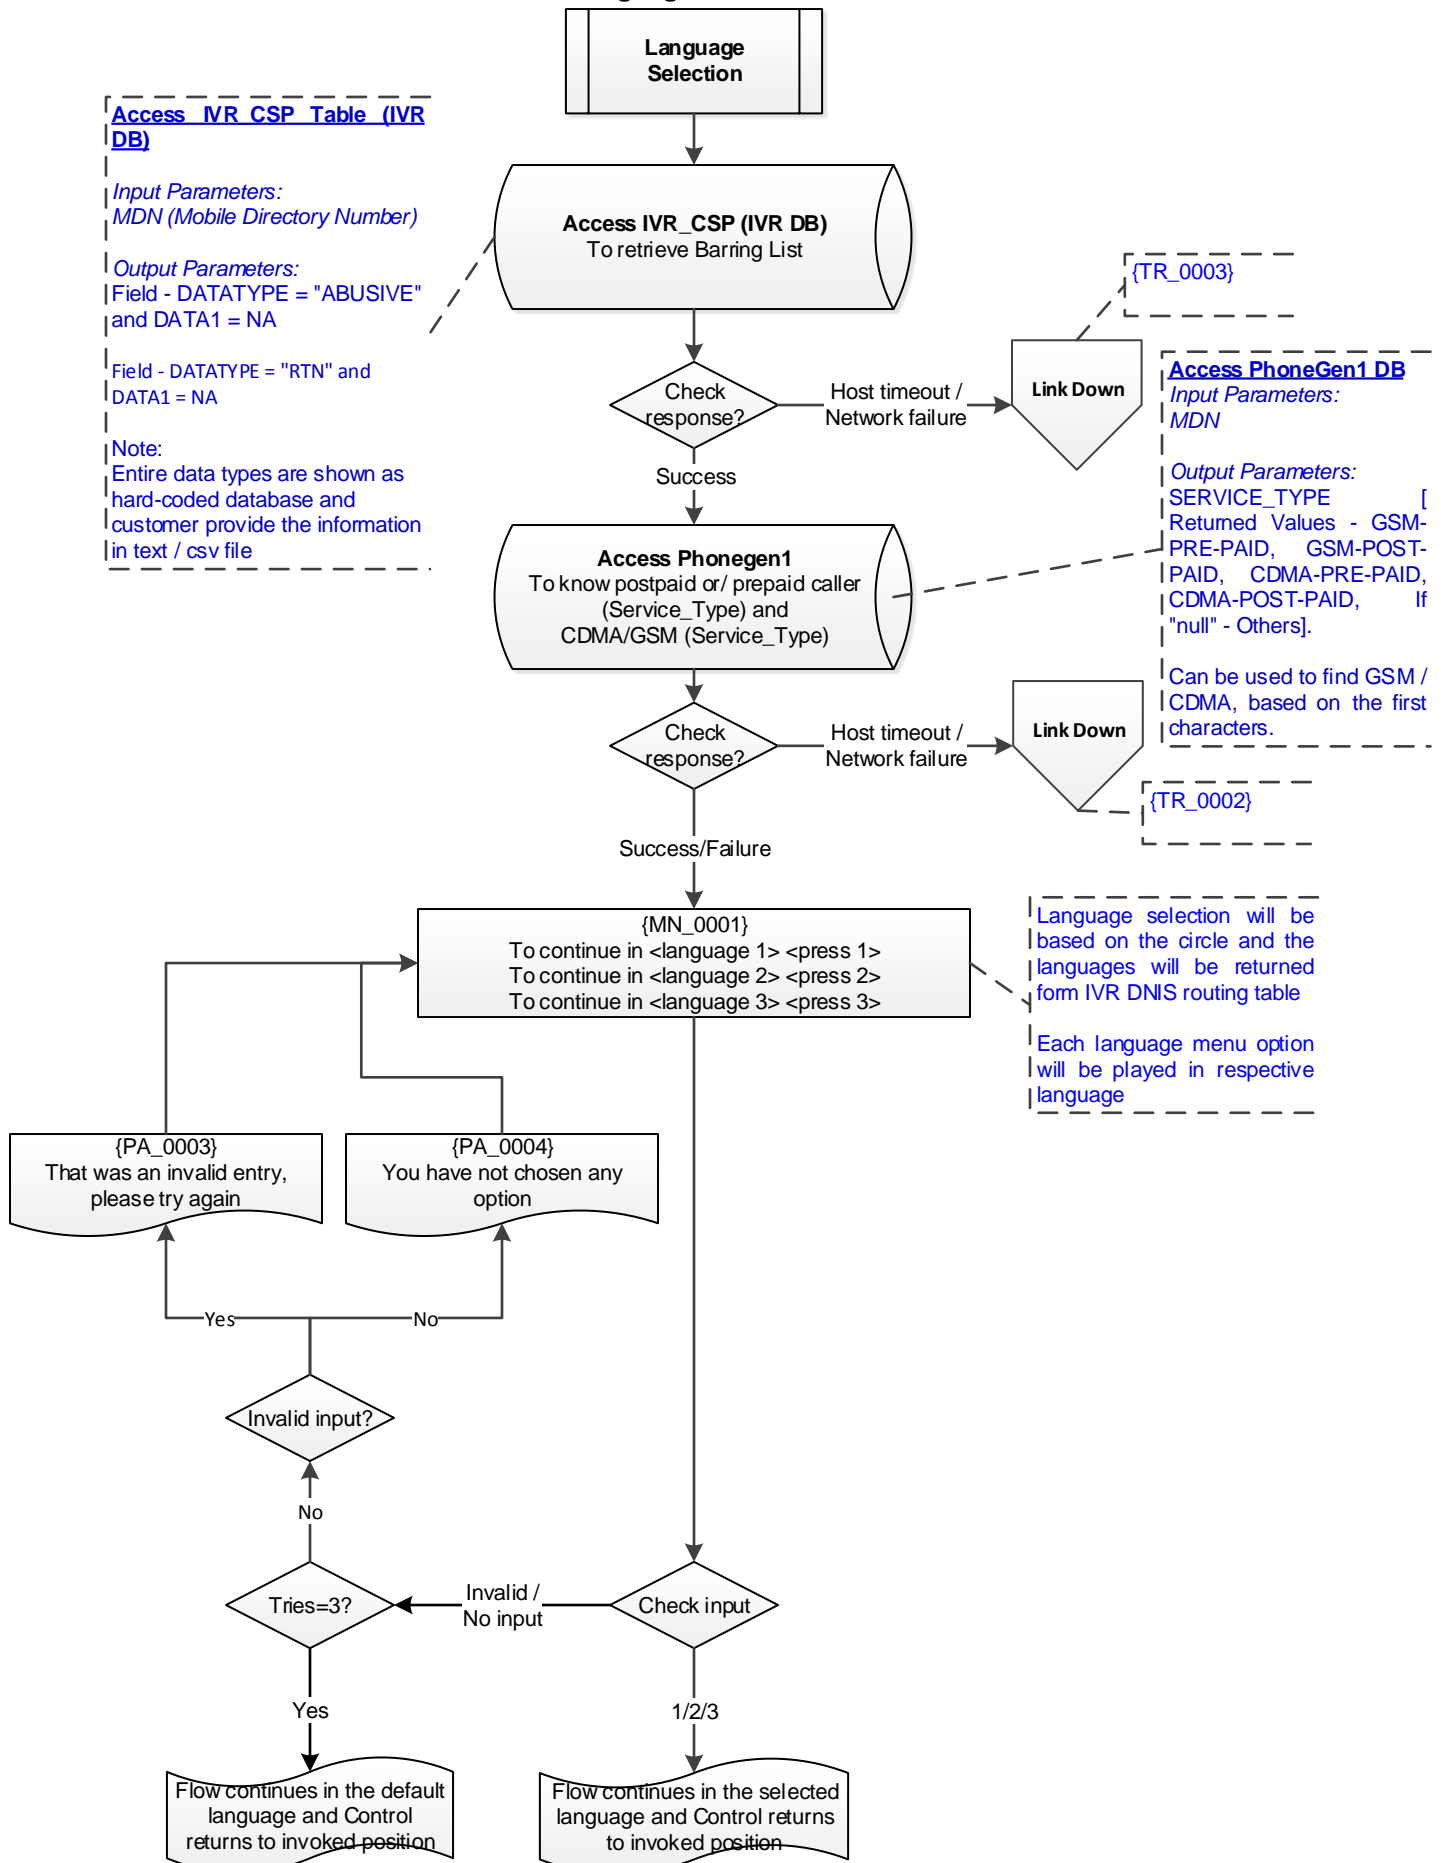 Language
Selection
Access IVR_CSP Table (IVR
DB)
Input Parameters:
MDN (Mobile Directory Number)
Output Parameters:
Field - DATATYPE = "ABUSIVE"
and DATA1 = NA
Field - DATATYPE = "RTN" and
DATA1 = NA
Note:
Entire data types are shown as
hard-coded database and
customer provide the information
in text / csv file
Access IVR_CSP (IVR DB)
To retrieve Barring List
{TR_0003}
Check
response?
Host timeout /
Network failure
Link Down
Success
Access PhoneGen1 DB
Input Parameters:
MDN
Output Parameters:
SERVICE_TYPE [
Returned Values - GSM-
PRE-PAID, GSM-POST-
PAID, CDMA-PRE-PAID,
CDMA-POST-PAID, If
"null" - Others].
Can be used to find GSM /
CDMA, based on the first
characters.
Access Phonegen1
To know postpaid or/ prepaid caller
(Service_Type) and
CDMA/GSM (Service_Type)
Check
response?
Host timeout /
Network failure
Link Down
{TR_0002}
Success/Failure
{MN_0001}
To continue in <language 1> <press 1>
To continue in <language 2> <press 2>
To continue in <language 3> <press 3>
Language selection will be
based on the circle and the
languages will be returned
form IVR DNIS routing table
Each language menu option
will be played in respective
language
{PA_0003}
That was an invalid entry,
please try again
{PA_0004}
You have not chosen any
option
Yes
No
Invalid input?
No
Tries=3?
Invalid /
No input
Check input
Yes
1/2/3
Flow continues in the default
language and Control
returns to invoked position
Flow continues in the selected
language and Control returns
to invoked position